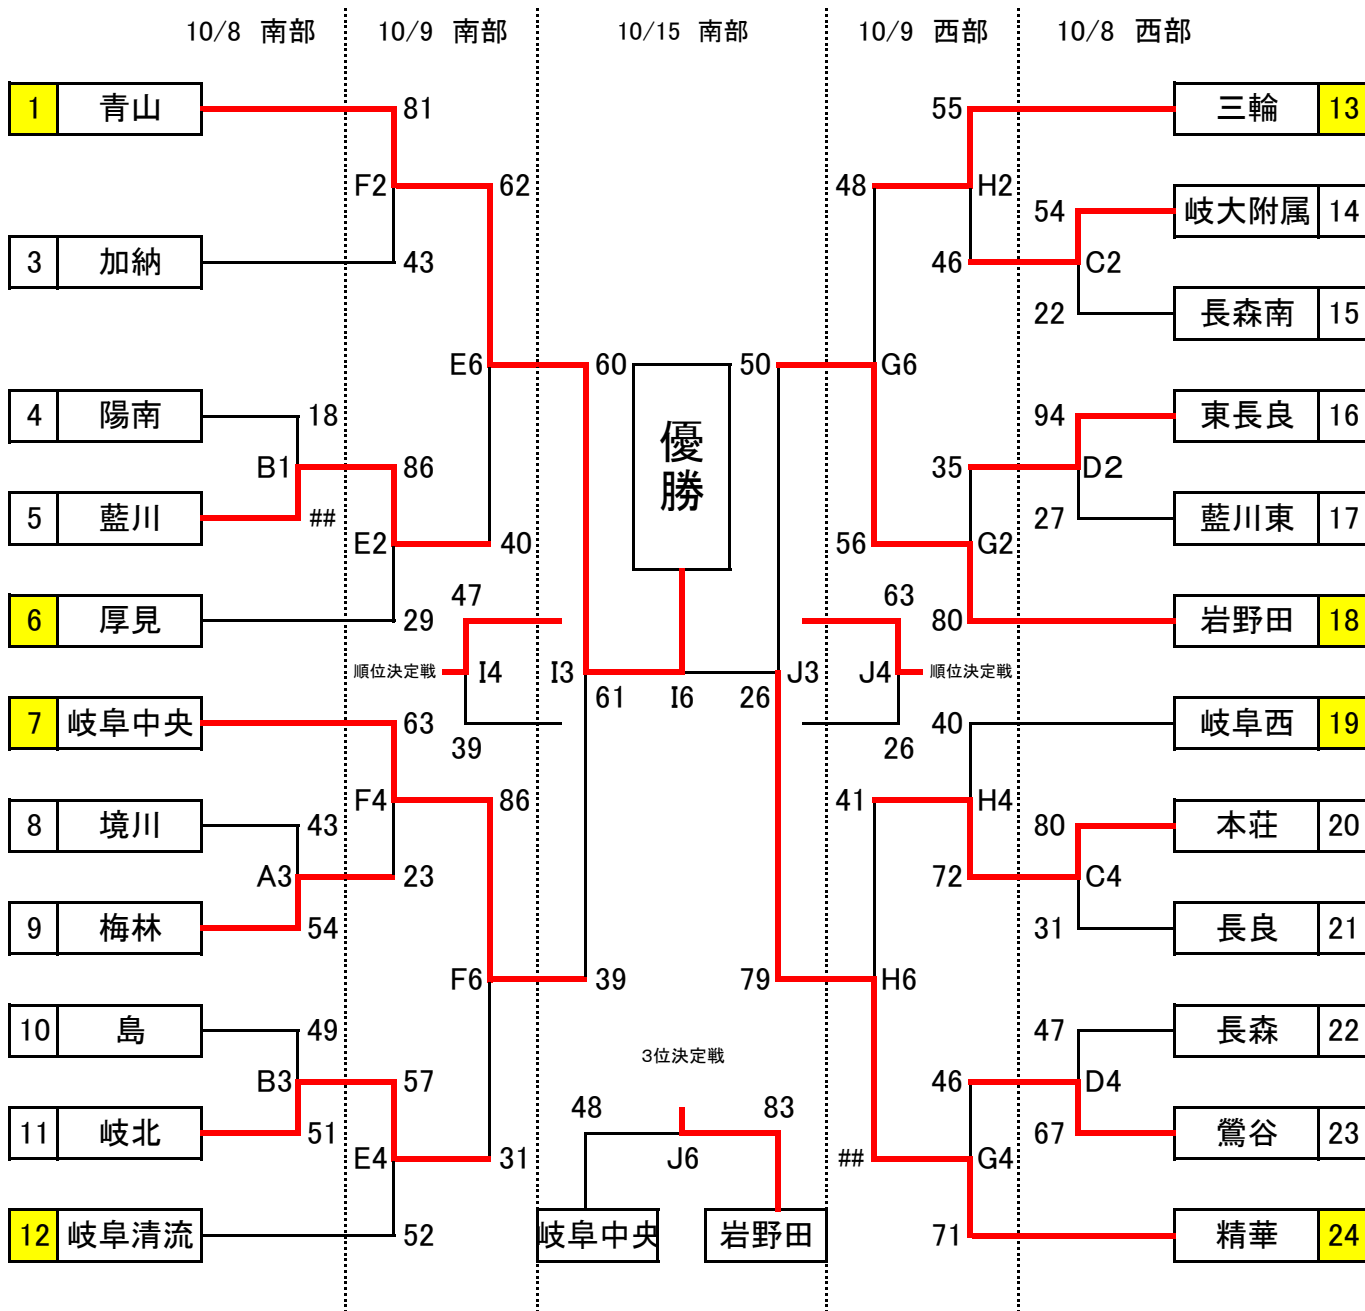 10/8 南部 10/9 南部 10/15 南部 10/9 西部 10/8 西部
1 青山 81 55 三輪 13
F2 62 48 H2
54 岐大附属 14
3 加納 43 46 C2
22 長森南 15
E6 60 50 G6
4 陽南 18 94 東長良 16
優勝
B1 86 35 D2
5 藍川 ## 27 藍川東 17
E2 40 56 G2
47 63
6 厚見 29 80 岩野田 18
順位決定戦 I4 I3 61 I6 26 J3 J4 順位決定戦
7 岐阜中央 63 39 26 40 岐阜西 19
F4 86 41 H4
8 境川 43 80 本荘 20
A3 23 72 C4
9 梅林 54 31 長良 21
F6 39 79 H6
10 島 49 47 長森 22
3位決定戦
B3 57 46 D4
11 岐北 51 48 83 67 鶯谷 23
E4 31 J6 ## G4
12 岐阜清流 52 岐阜中央 岩野田 71 精華 24